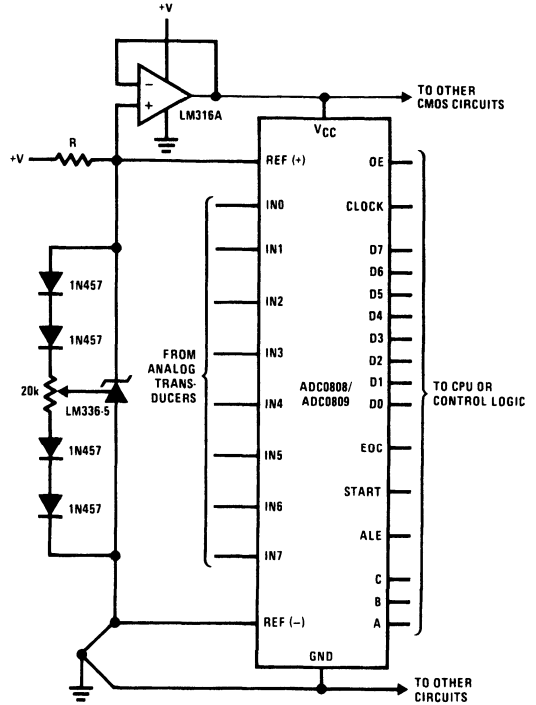 +V
−
+
LM316A
TO OTHER
CMOS CIRCUITS
VCC
R
+V
REF (+)
OE
IN0
CLOCK
IN1
D7
D6
1N457
IN2
D5
D4
1N457
IN3
D3
FROM
ANALOG
TRANS-
DUCERS
D2
ADC0808/
ADC0809
D1
TO CPU OR
CONTROL LOGIC
20k
LM336-5
IN4
D0
1N457
IN5
EOC
1N457
IN6
START
IN7
ALE
C
B
REF (−)
A
GND
TO OTHER
CIRCUITS